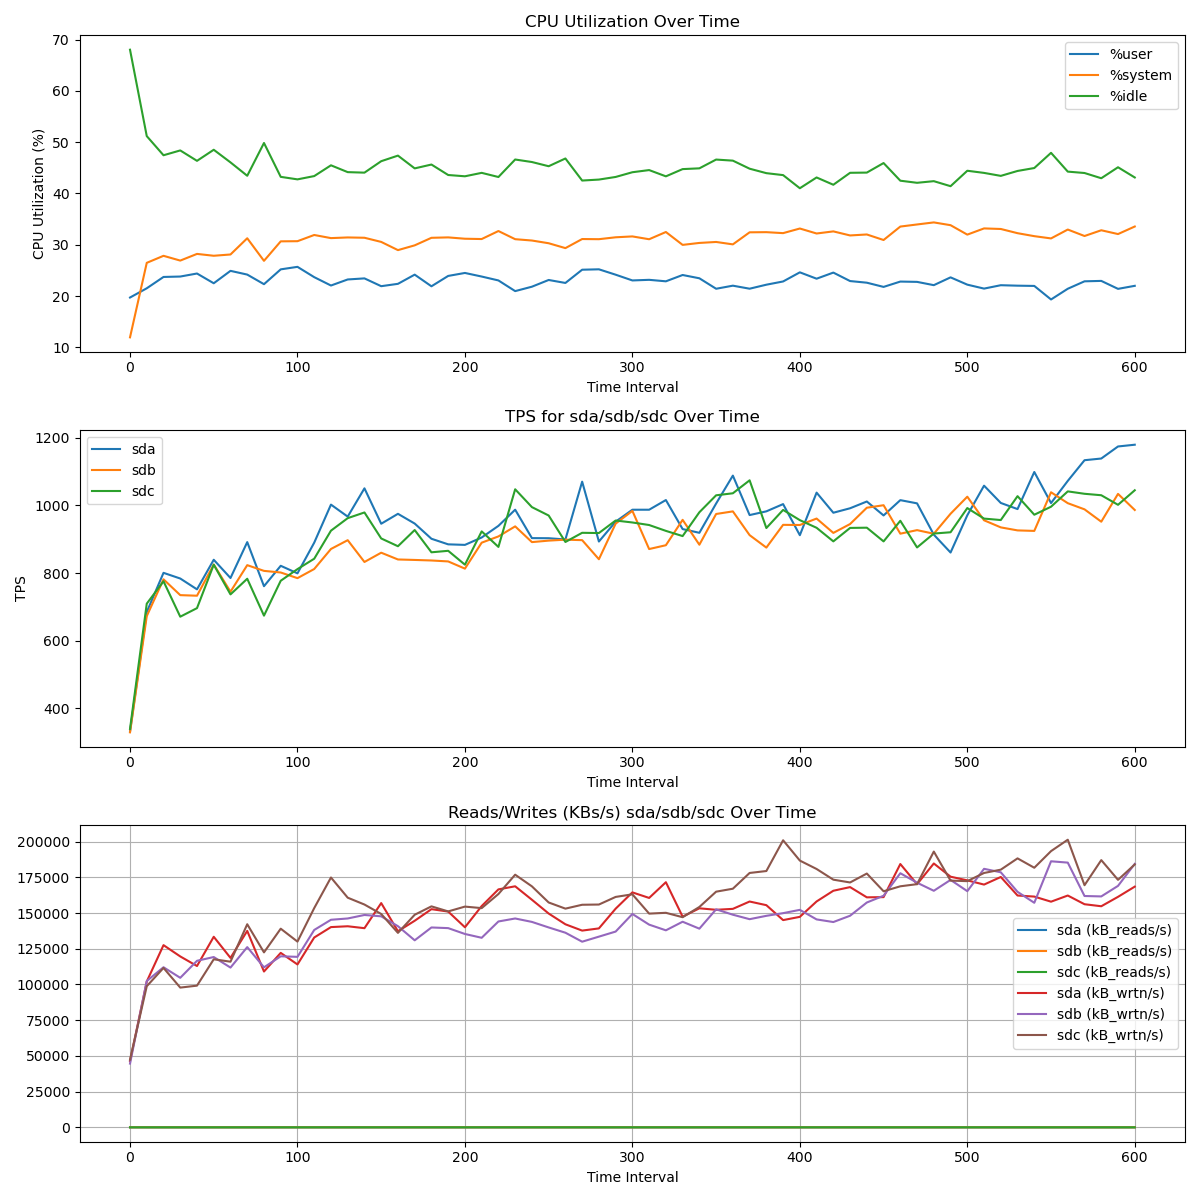 CPU Utilization Over Time
70
60
50
40
30
20
10
CPU Utilization (%)
%user
%system
%idle
0 100 200 300 400 500 600
Time Interval
TPS for sda/sdb/sdc Over Time
1200
1000
800
600
400
TPS
sda
sdb
sdc
0 100 200 300 400 500 600
Time Interval
Reads/Writes (KBs/s) sda/sdb/sdc Over Time
200000
175000
150000
125000
100000
75000
50000
25000
0
sda (kB_reads/s)
sdb (kB_reads/s)
sdc (kB_reads/s)
sda (kB_wrtn/s)
sdb (kB_wrtn/s)
sdc (kB_wrtn/s)
0 100 200 300 400 500 600
Time Interval